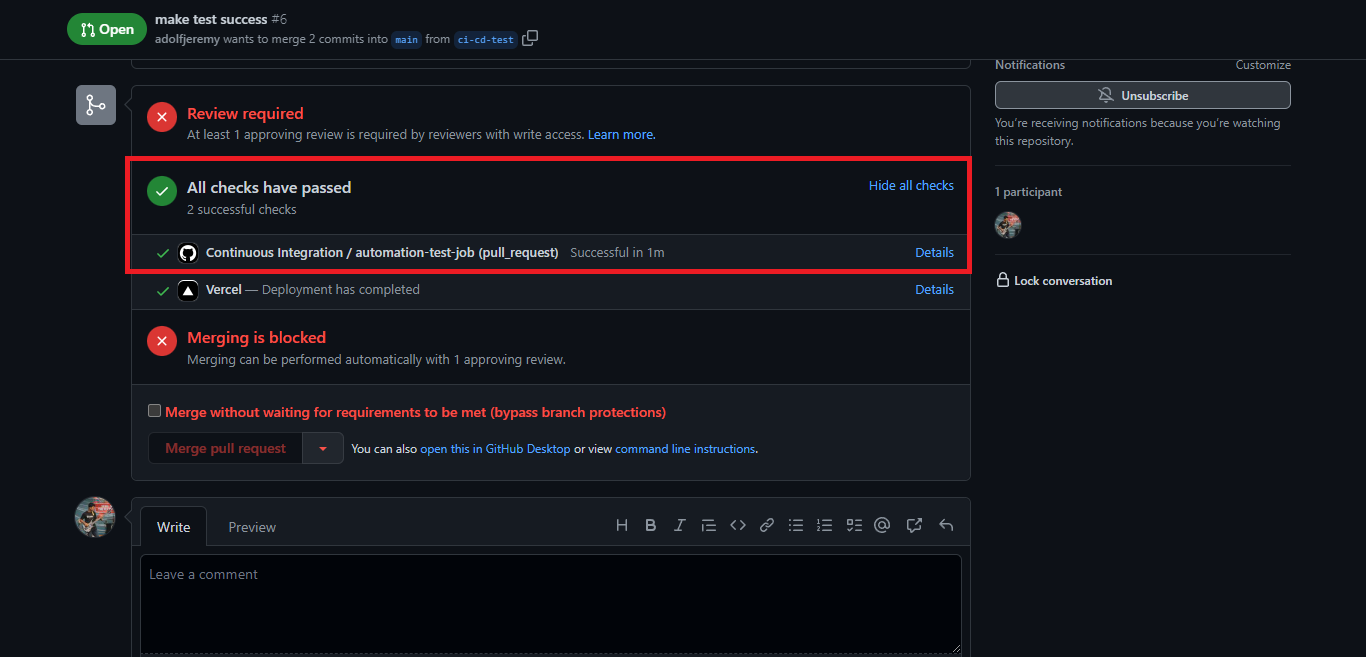 Open
make test success #6
adolfjeremy wants to merge 2 commits into main from ci-cd-test
Notifications
Customize
Unsubscribe
You're receiving notifications because you're watching
this repository.
1 participant
Lock conversation
Review required
At least 1 approving review is required by reviewers with write access. Learn more.
All checks have passed
Hide all checks
2 successful checks
Continuous Integration / automation-test-job (pull_request) Successful in 1m
Details
Vercel — Deployment has completed
Details
Merging is blocked
Merging can be performed automatically with 1 approving review.
Merge without waiting for requirements to be met (bypass branch protections)
Merge pull request
You can also open this in GitHub Desktop or view command line instructions.
Write
Preview
Leave a comment